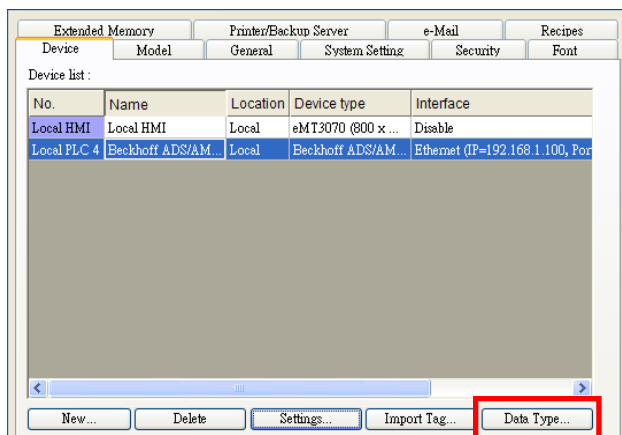 Extended Memory Printer/Backup Server e-Mail Recipes
Device Model General System Setting Security Font
Device list :
No. Name Location Device type Interface
Local HMI Local HMI Local eMT3070 (800 x ... Disable
Local PLC 4 Beckhoff ADS/AM... Local Beckhoff ADS/AM... Ethernet (IP=192.168.1.100, Por
New... Delete Settings... Import Tag... Data Type...